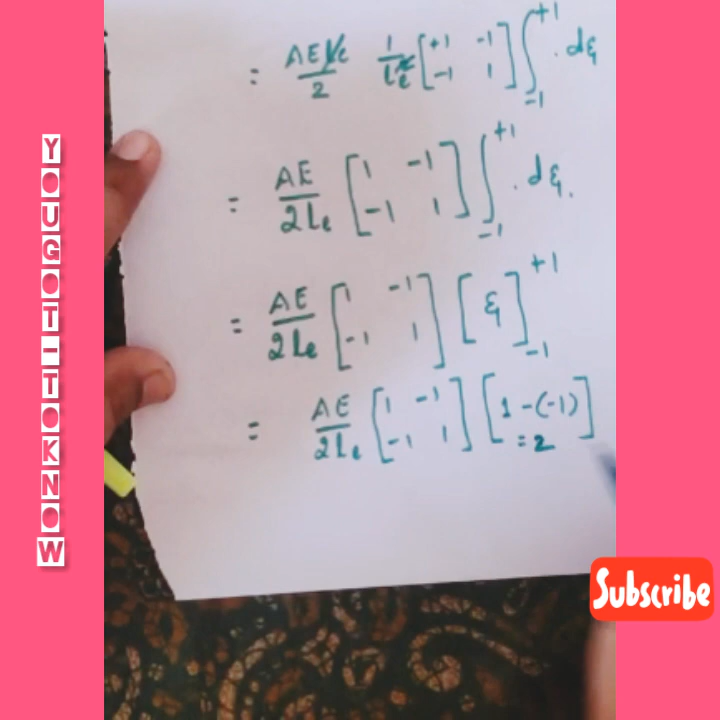 YOUGOTITOKNOW
= AEl̸e/2 1/le² [+1 -1; -1 1] ∫₋₁⁺¹ . dξ
= AE/2le [1 -1; -1 1] ∫₋₁⁺¹ . dξ.
= AE/2le [1 -1; -1 1] [ξ]₋₁⁺¹
= AE/2le [1 -1; -1 1] [1-(-1) = 2]
Subscribe